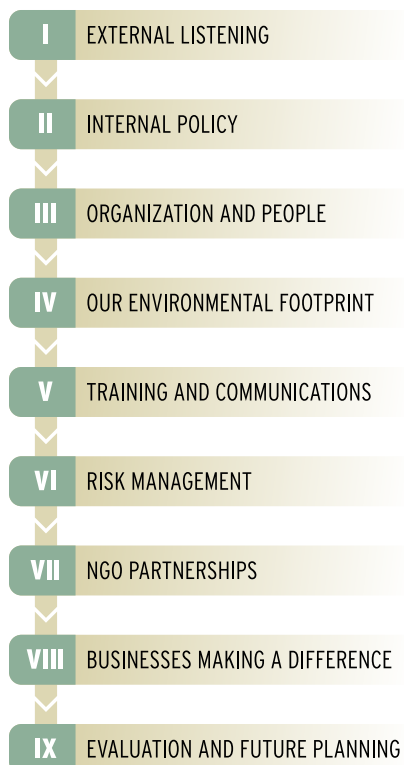 I EXTERNAL LISTENING
II INTERNAL POLICY
III ORGANIZATION AND PEOPLE
IV OUR ENVIRONMENTAL FOOTPRINT
V TRAINING AND COMMUNICATIONS
VI RISK MANAGEMENT
VII NGO PARTNERSHIPS
VIII BUSINESSES MAKING A DIFFERENCE
IX EVALUATION AND FUTURE PLANNING